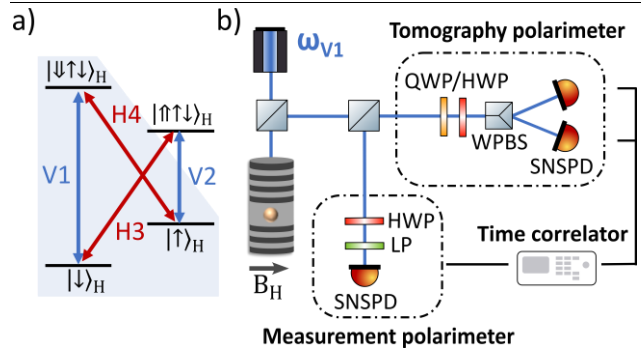 a)
|⇓↑↓⟩H
H4
|⇑↑↓⟩H
V1
V2
H3
|↑⟩H
|↓⟩H
b)
ωV1
Tomography polarimeter
QWP/HWP
WPBS
SNSPD
HWP
LP
SNSPD
BH
Time correlator
Measurement polarimeter